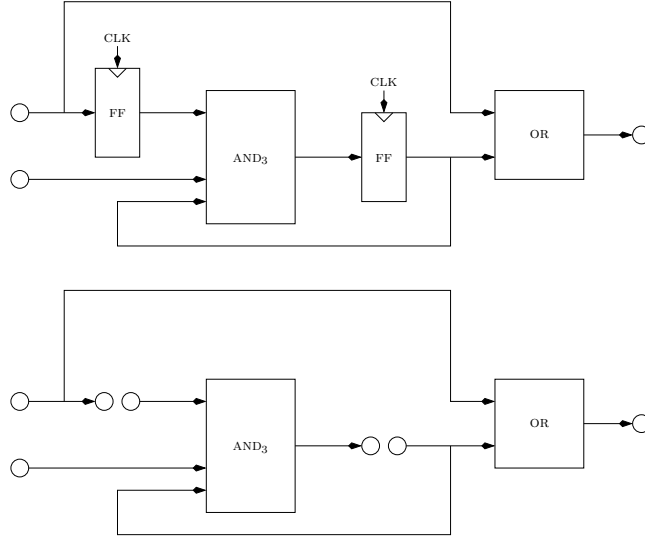 CLK
FF
AND3
CLK
FF
OR
AND3
OR